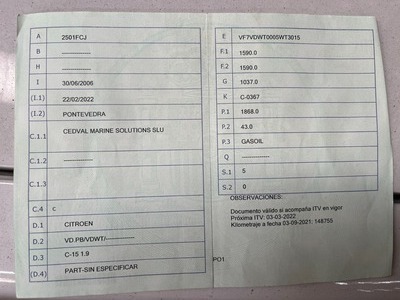 A 2501FCJ
B --------------
H --------------
I 30/06/2006
(I.1) 22/02/2022
(I.2) PONTEVEDRA
C.1.1 CEDVAL MARINE SOLUTIONS SLU
C.1.2 --------------
C.1.3
C.4 c
D.1 CITROEN
D.2 VD.PB/VDWT/--------------
D.3 C-15 1.9
(D.4) PART-SIN ESPECIFICAR
E VF7VDWT0005WT3015
F.1 1590.0
F.2 1590.0
G 1037.0
K C-0367
P.1 1868.0
P.2 43.0
P.3 GASOIL
Q --------------
S.1 5
S.2 0
OBSERVACIONES:
Documento válido si acompaña ITV en vigor
Próxima ITV: 03-03-2022
Kilometraje a fecha 03-09-2021: 148755
PO1